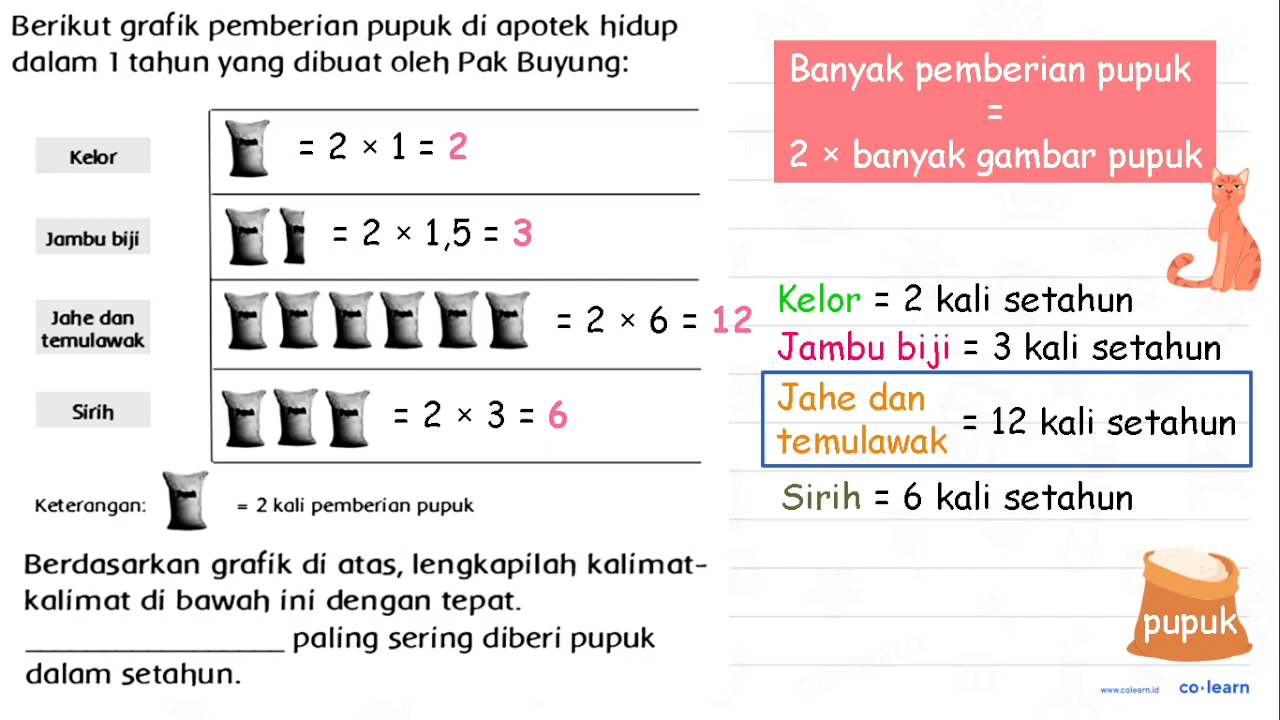 Berikut grafik pemberian pupuk di apotek hidup
dalam 1 tahun yang dibuat oleh Pak Buyung:
Kelor
= 2 × 1 = 2
Jambu biji
= 2 × 1,5 = 3
Jahe dan
temulawak
= 2 × 6 = 12
Sirih
= 2 × 3 = 6
Keterangan:
= 2 kali pemberian pupuk
Berdasarkan grafik di atas, lengkapilah kalimat-
kalimat di bawah ini dengan tepat.
____________________ paling sering diberi pupuk
dalam setahun.
Banyak pemberian pupuk
=
2 × banyak gambar pupuk
Kelor = 2 kali setahun
Jambu biji = 3 kali setahun
Jahe dan
temulawak = 12 kali setahun
Sirih = 6 kali setahun
pupuk
www.colearn.id co·learn